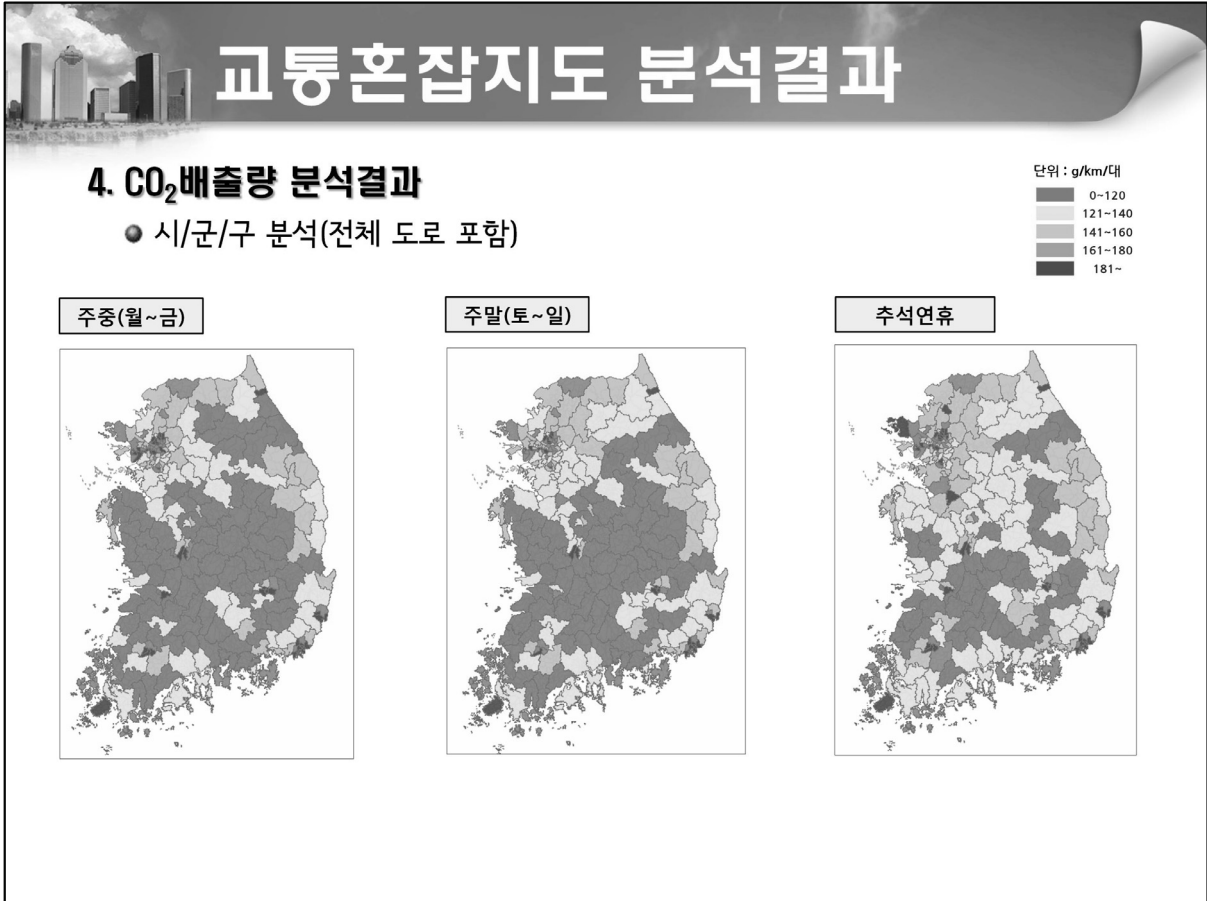 교통혼잡지도 분석결과
4. CO₂배출량 분석결과
시/군/구 분석(전체 도로 포함)
단위 : g/km/대
0~120
121~140
141~160
161~180
181~
주중(월~금)
주말(토~일)
추석연휴